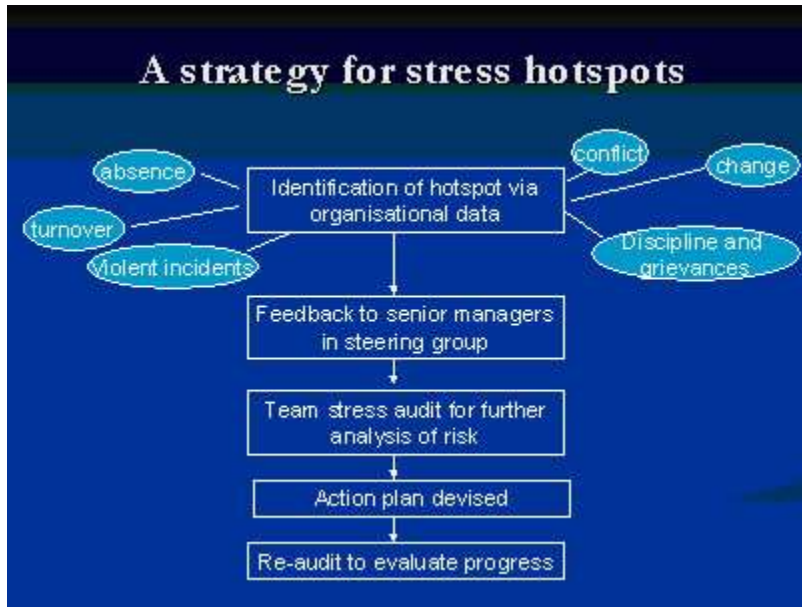 A strategy for stress hotspots
absence
turnover
Violent incidents
conflict
change
Discipline and
grievances
Identification of hotspot via
organisational data
Feedback to senior managers
in steering group
Team stress audit for further
analysis of risk
Action plan devised
Re-audit to evaluate progress